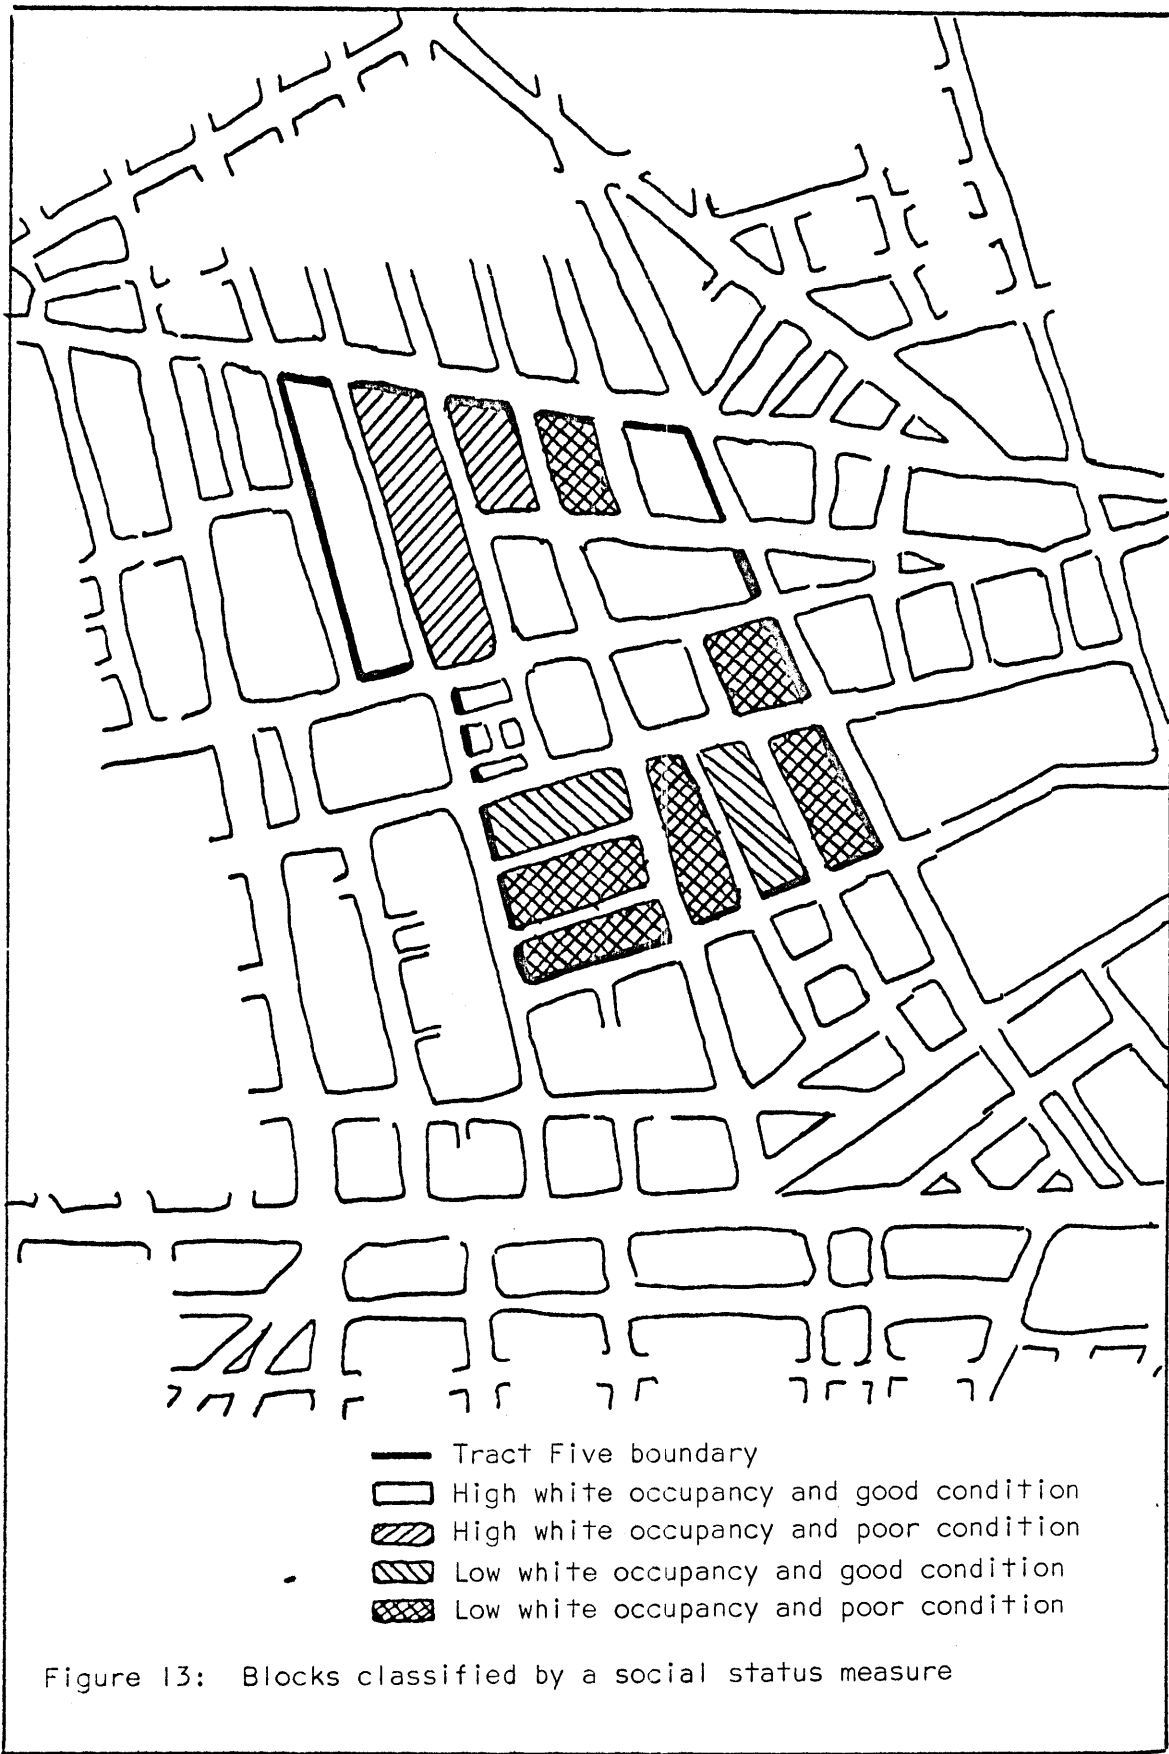 Tract Five boundary
High white occupancy and good condition
High white occupancy and poor condition
Low white occupancy and good condition
Low white occupancy and poor condition
Figure 13: Blocks classified by a social status measure